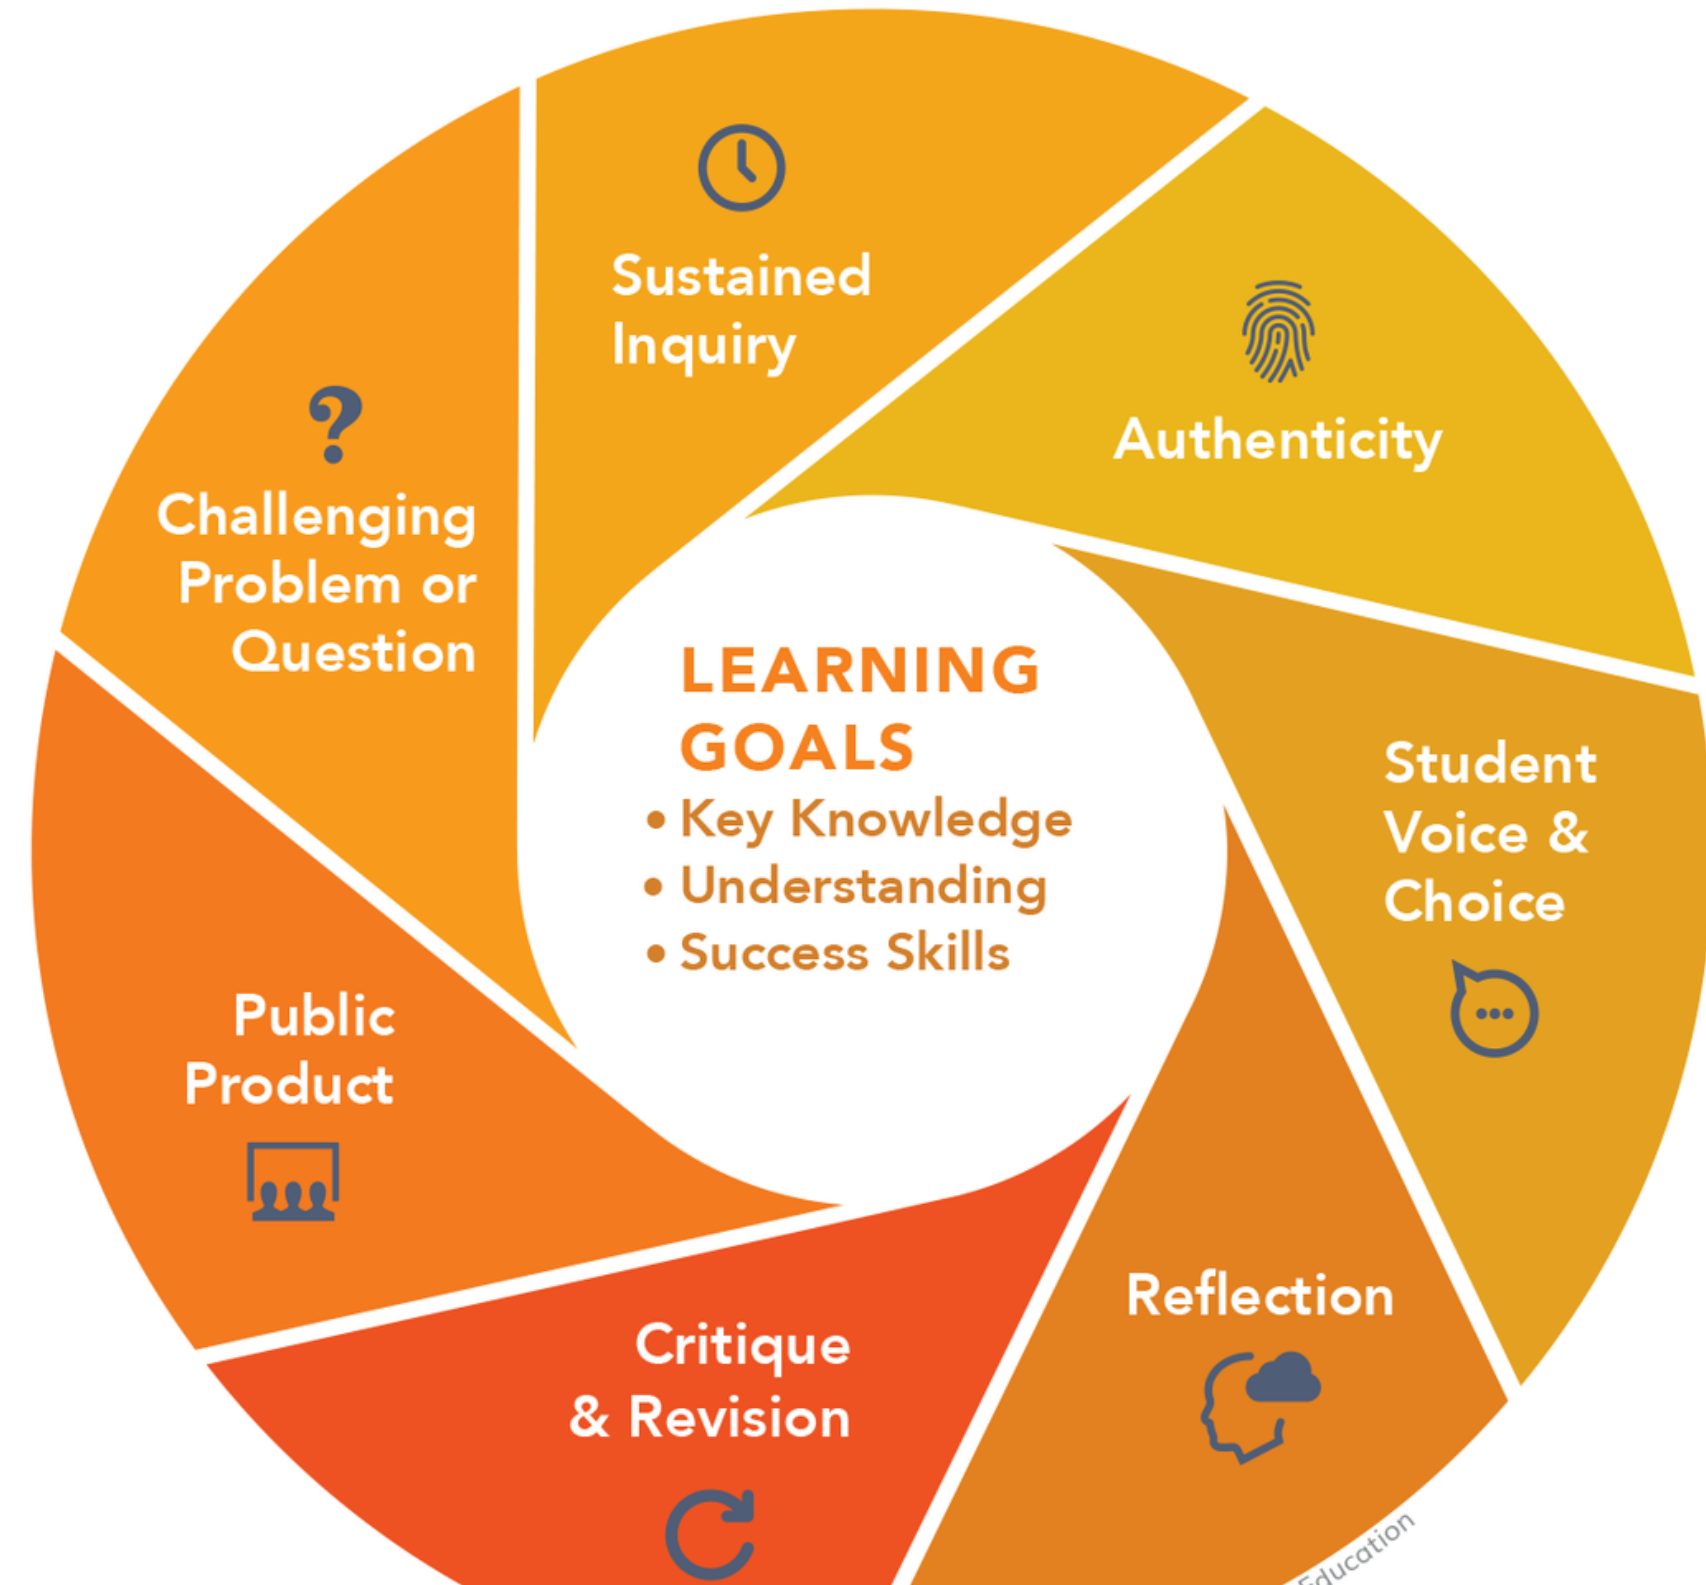 Sustained
Inquiry
Authenticity
Challenging
Problem or
Question
LEARNING
GOALS
• Key Knowledge
• Understanding
• Success Skills
Student
Voice &
Choice
Public
Product
Reflection
Critique
& Revision
Education